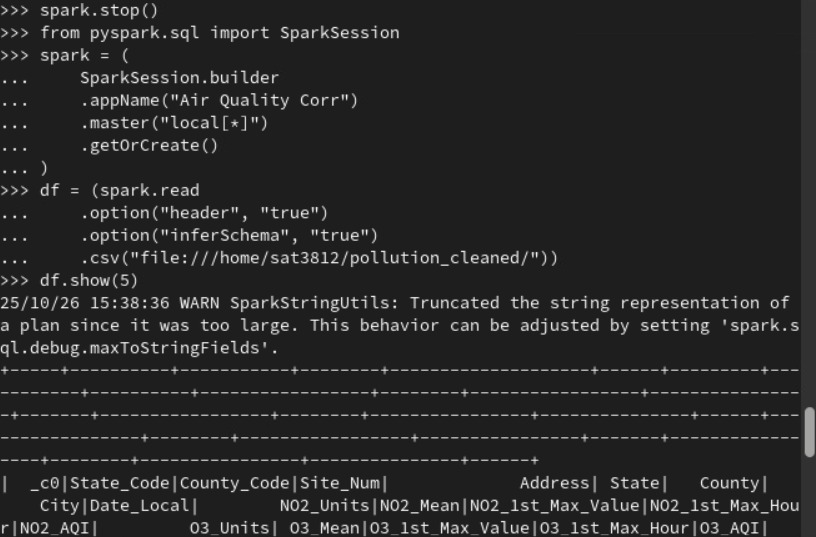 >>> spark.stop()
>>> from pyspark.sql import SparkSession
>>> spark = (
...     SparkSession.builder
...     .appName("Air Quality Corr")
...     .master("local[*]")
...     .getOrCreate()
... )
>>> df = (spark.read
...     .option("header", "true")
...     .option("inferSchema", "true")
...     .csv("file:///home/sat3812/pollution_cleaned/"))
>>> df.show(5)
25/10/26 15:38:36 WARN SparkStringUtils: Truncated the string representation of
a plan since it was too large. This behavior can be adjusted by setting 'spark.s
ql.debug.maxToStringFields'.
+-----+----------+-----------+--------+--------------------+------+---------+---
--------+----------+-----------------+--------+-----------------+---------------
-+-------+-----------------+--------+----------------+---------------+------+---
--------------+--------+-----------------+----------------+-------+-------------
----+--------+----------------+---------------+------+
|  _c0|State_Code|County_Code|Site_Num|             Address| State|   County|
    City|Date_Local|        NO2_Units|NO2_Mean|NO2_1st_Max_Value|NO2_1st_Max_Hou
r|NO2_AQI|         O3_Units| O3_Mean|O3_1st_Max_Value|O3_1st_Max_Hour|O3_AQI|